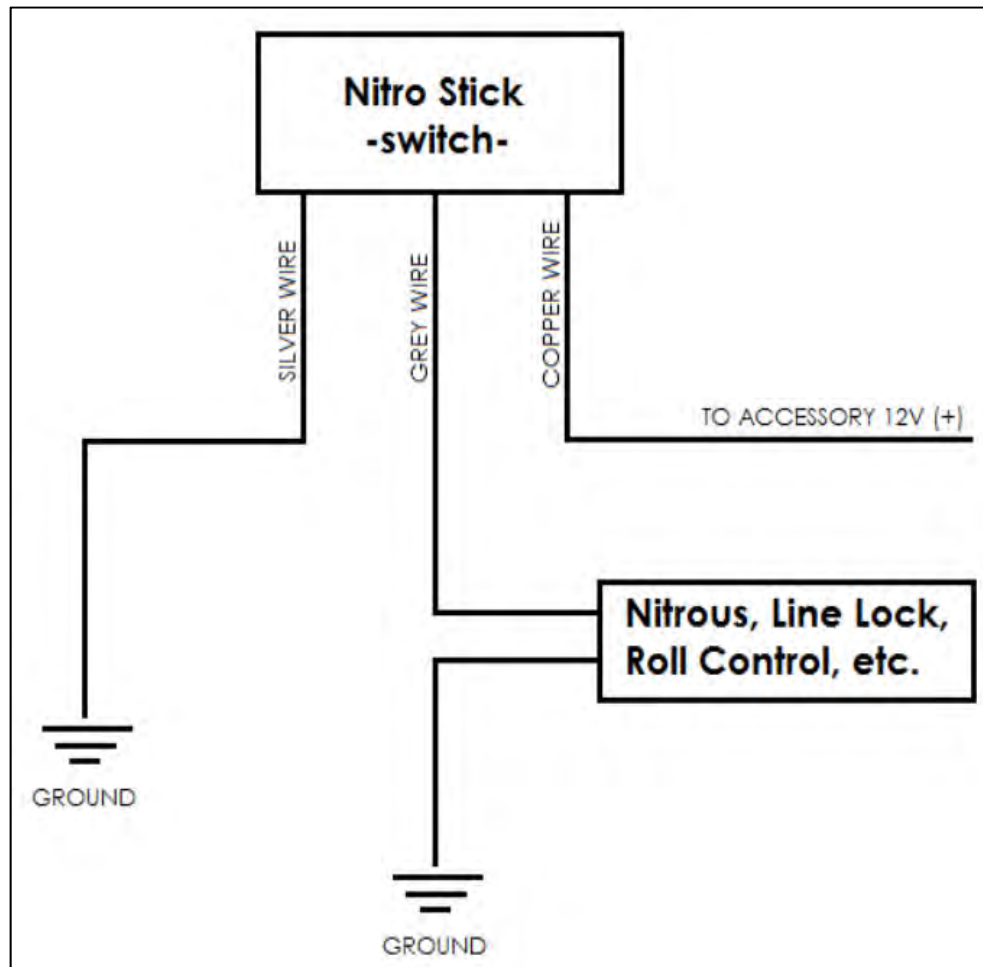 Nitro Stick
-switch-
SILVER WIRE
GREY WIRE
COPPER WIRE
TO ACCESSORY 12V (+)
Nitrous, Line Lock,
Roll Control, etc.
GROUND
GROUND